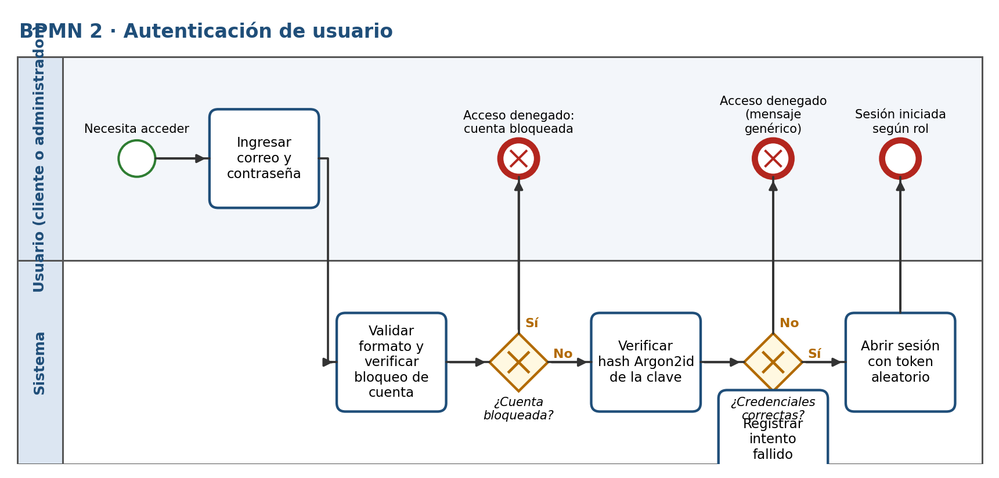 BPMN 2 · Autenticación de usuario
Usuario (cliente o administrador)
Necesita acceder
Ingresar
correo y
contraseña
Acceso denegado:
cuenta bloqueada
Acceso denegado
(mensaje
genérico)
Sesión iniciada
según rol
Sistema
Validar
formato y
verificar
bloqueo de
cuenta
Sí
No
¿Cuenta
bloqueada?
Verificar
hash Argon2id
de la clave
No
Sí
¿Credenciales
correctas?
Registrar
intento
fallido
Abrir sesión
con token
aleatorio